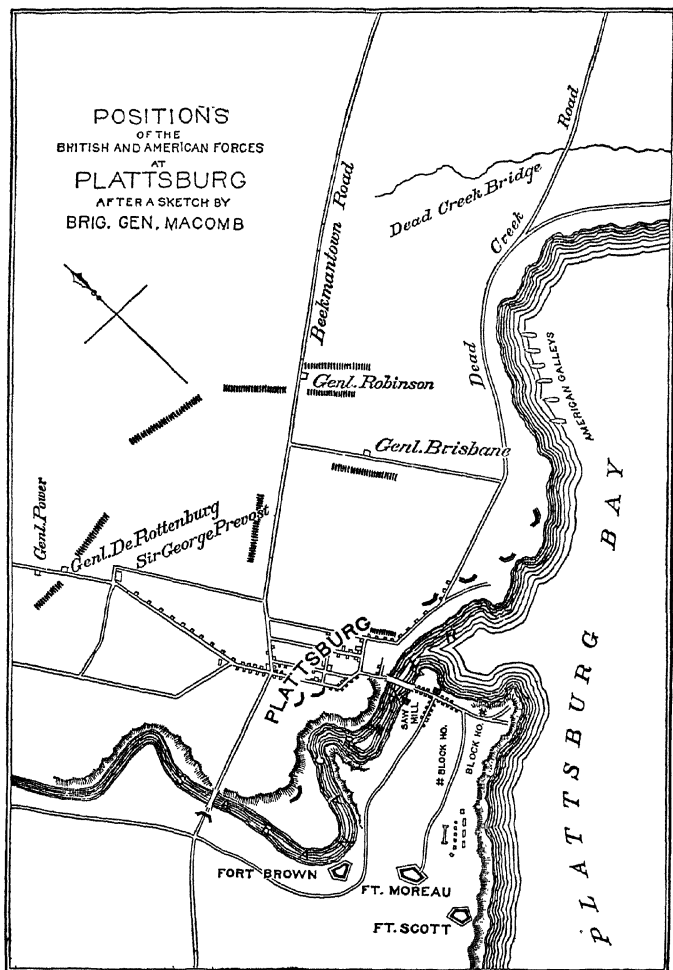 POSITIONS
OF THE
BRITISH AND AMERICAN FORCES
AT
PLATTSBURG
AFTER A SKETCH BY
BRIG. GEN. MACOMB
Beekmantown Road
Dead Creek Bridge
Dead Creek Road
AMERICAN GALLEYS
Genl. Robinson
Genl. Brisbane
Genl. Power
Genl. De Rottenburg
Sir George Prevost
PLATTSBURG
SAW
MILL
BLOCK HO.
BLOCK HO.
PLATTSBURG BAY
R
FORT BROWN
FT. MOREAU
FT. SCOTT